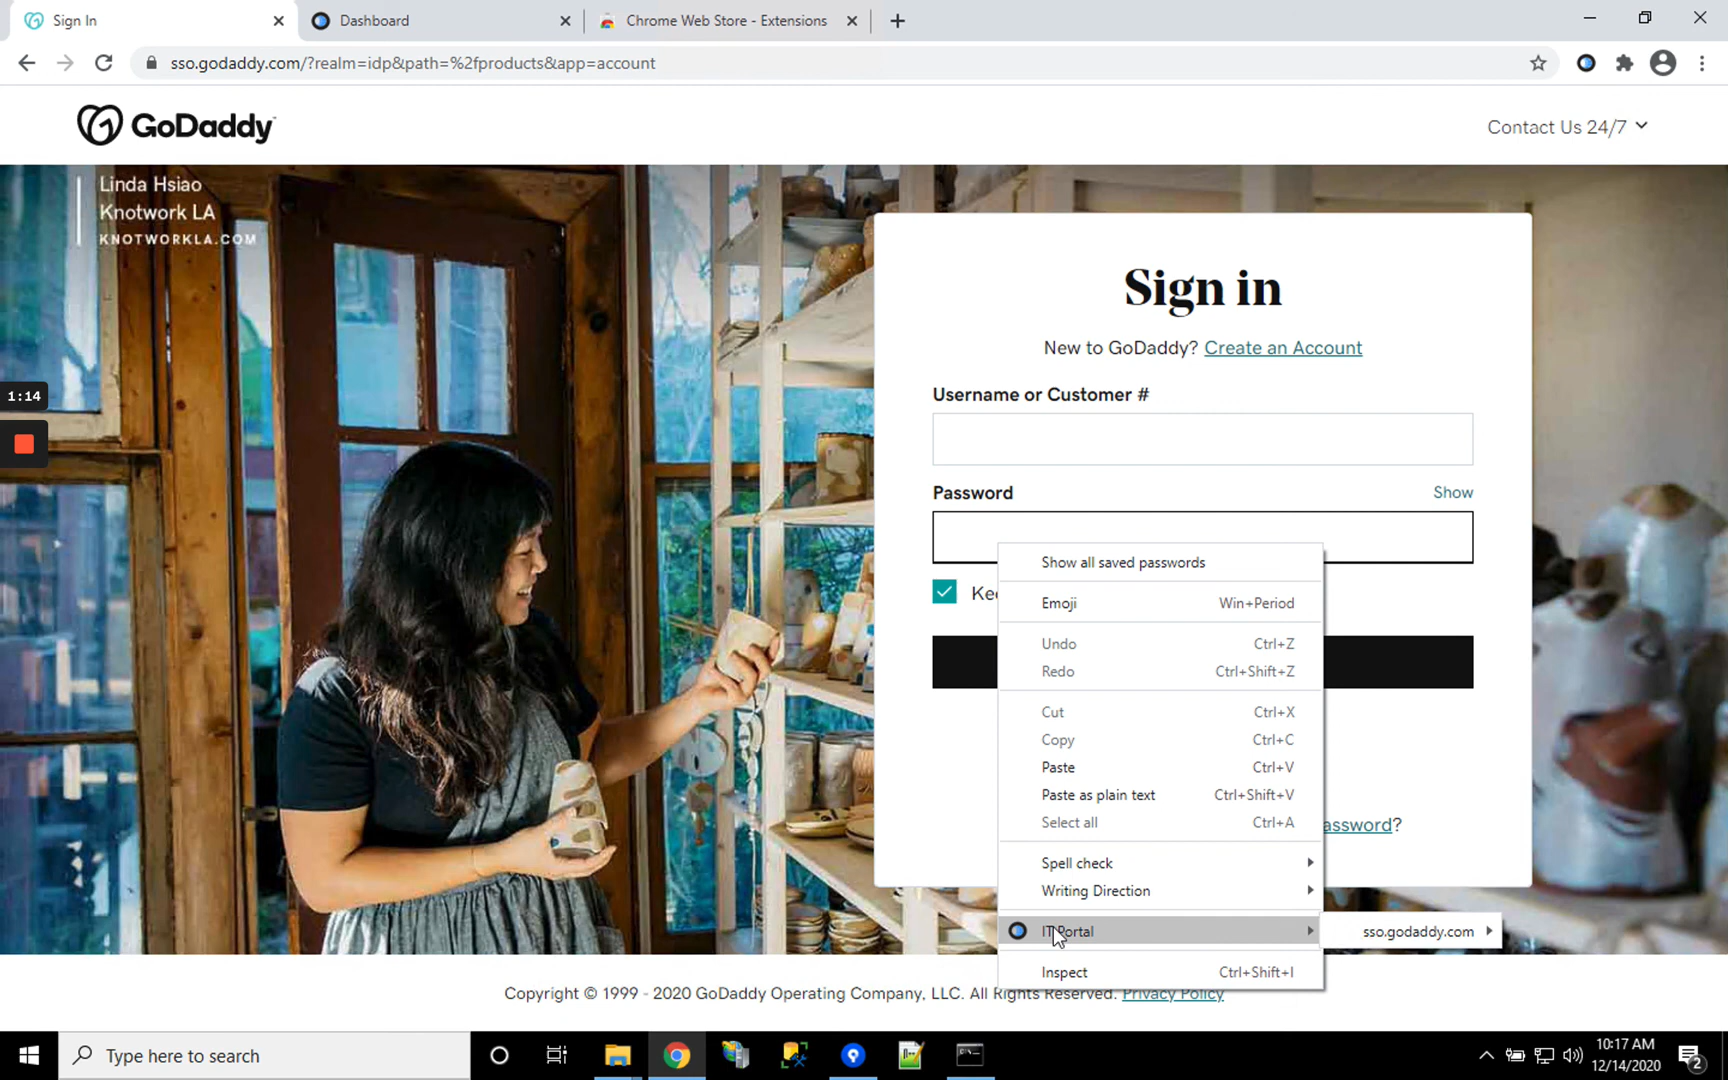 Sign In
Dashboard
Chrome Web Store - Extensions
sso.godaddy.com/?realm=idp&path=%2fproducts&app=account
GoDaddy
Contact Us 24/7
Linda Hsiao
Knotwork LA
KNOTWORKLA.COM
Sign in
New to GoDaddy? Create an Account
1:14
Username or Customer #
Password
Show
Show all saved passwords
Emoji Win+Period
Undo Ctrl+Z
Redo Ctrl+Shift+Z
Cut Ctrl+X
Copy Ctrl+C
Paste Ctrl+V
Paste as plain text Ctrl+Shift+V
Select all Ctrl+A
assword?
Spell check
Writing Direction
IT Portal
sso.godaddy.com
Inspect Ctrl+Shift+I
Copyright © 1999 - 2020 GoDaddy Operating Company, LLC. All Rights Reserved. Privacy Policy
Type here to search
10:17 AM
12/14/2020
2